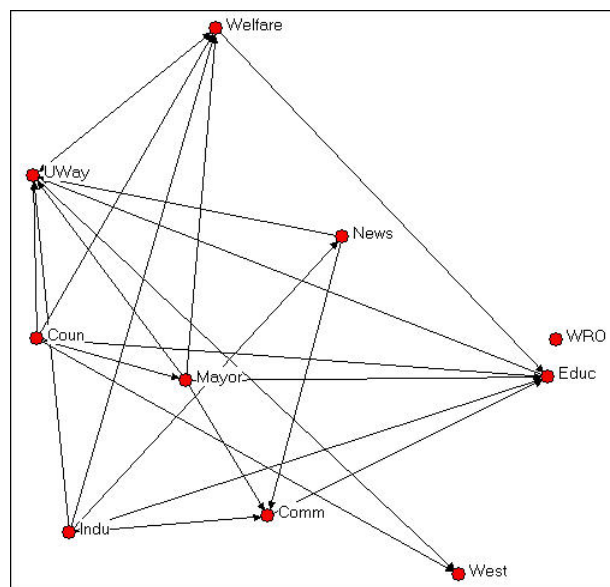 Welfare
UWay
News
Coun
WRO
Mayor
Educ
Comm
Indu
West